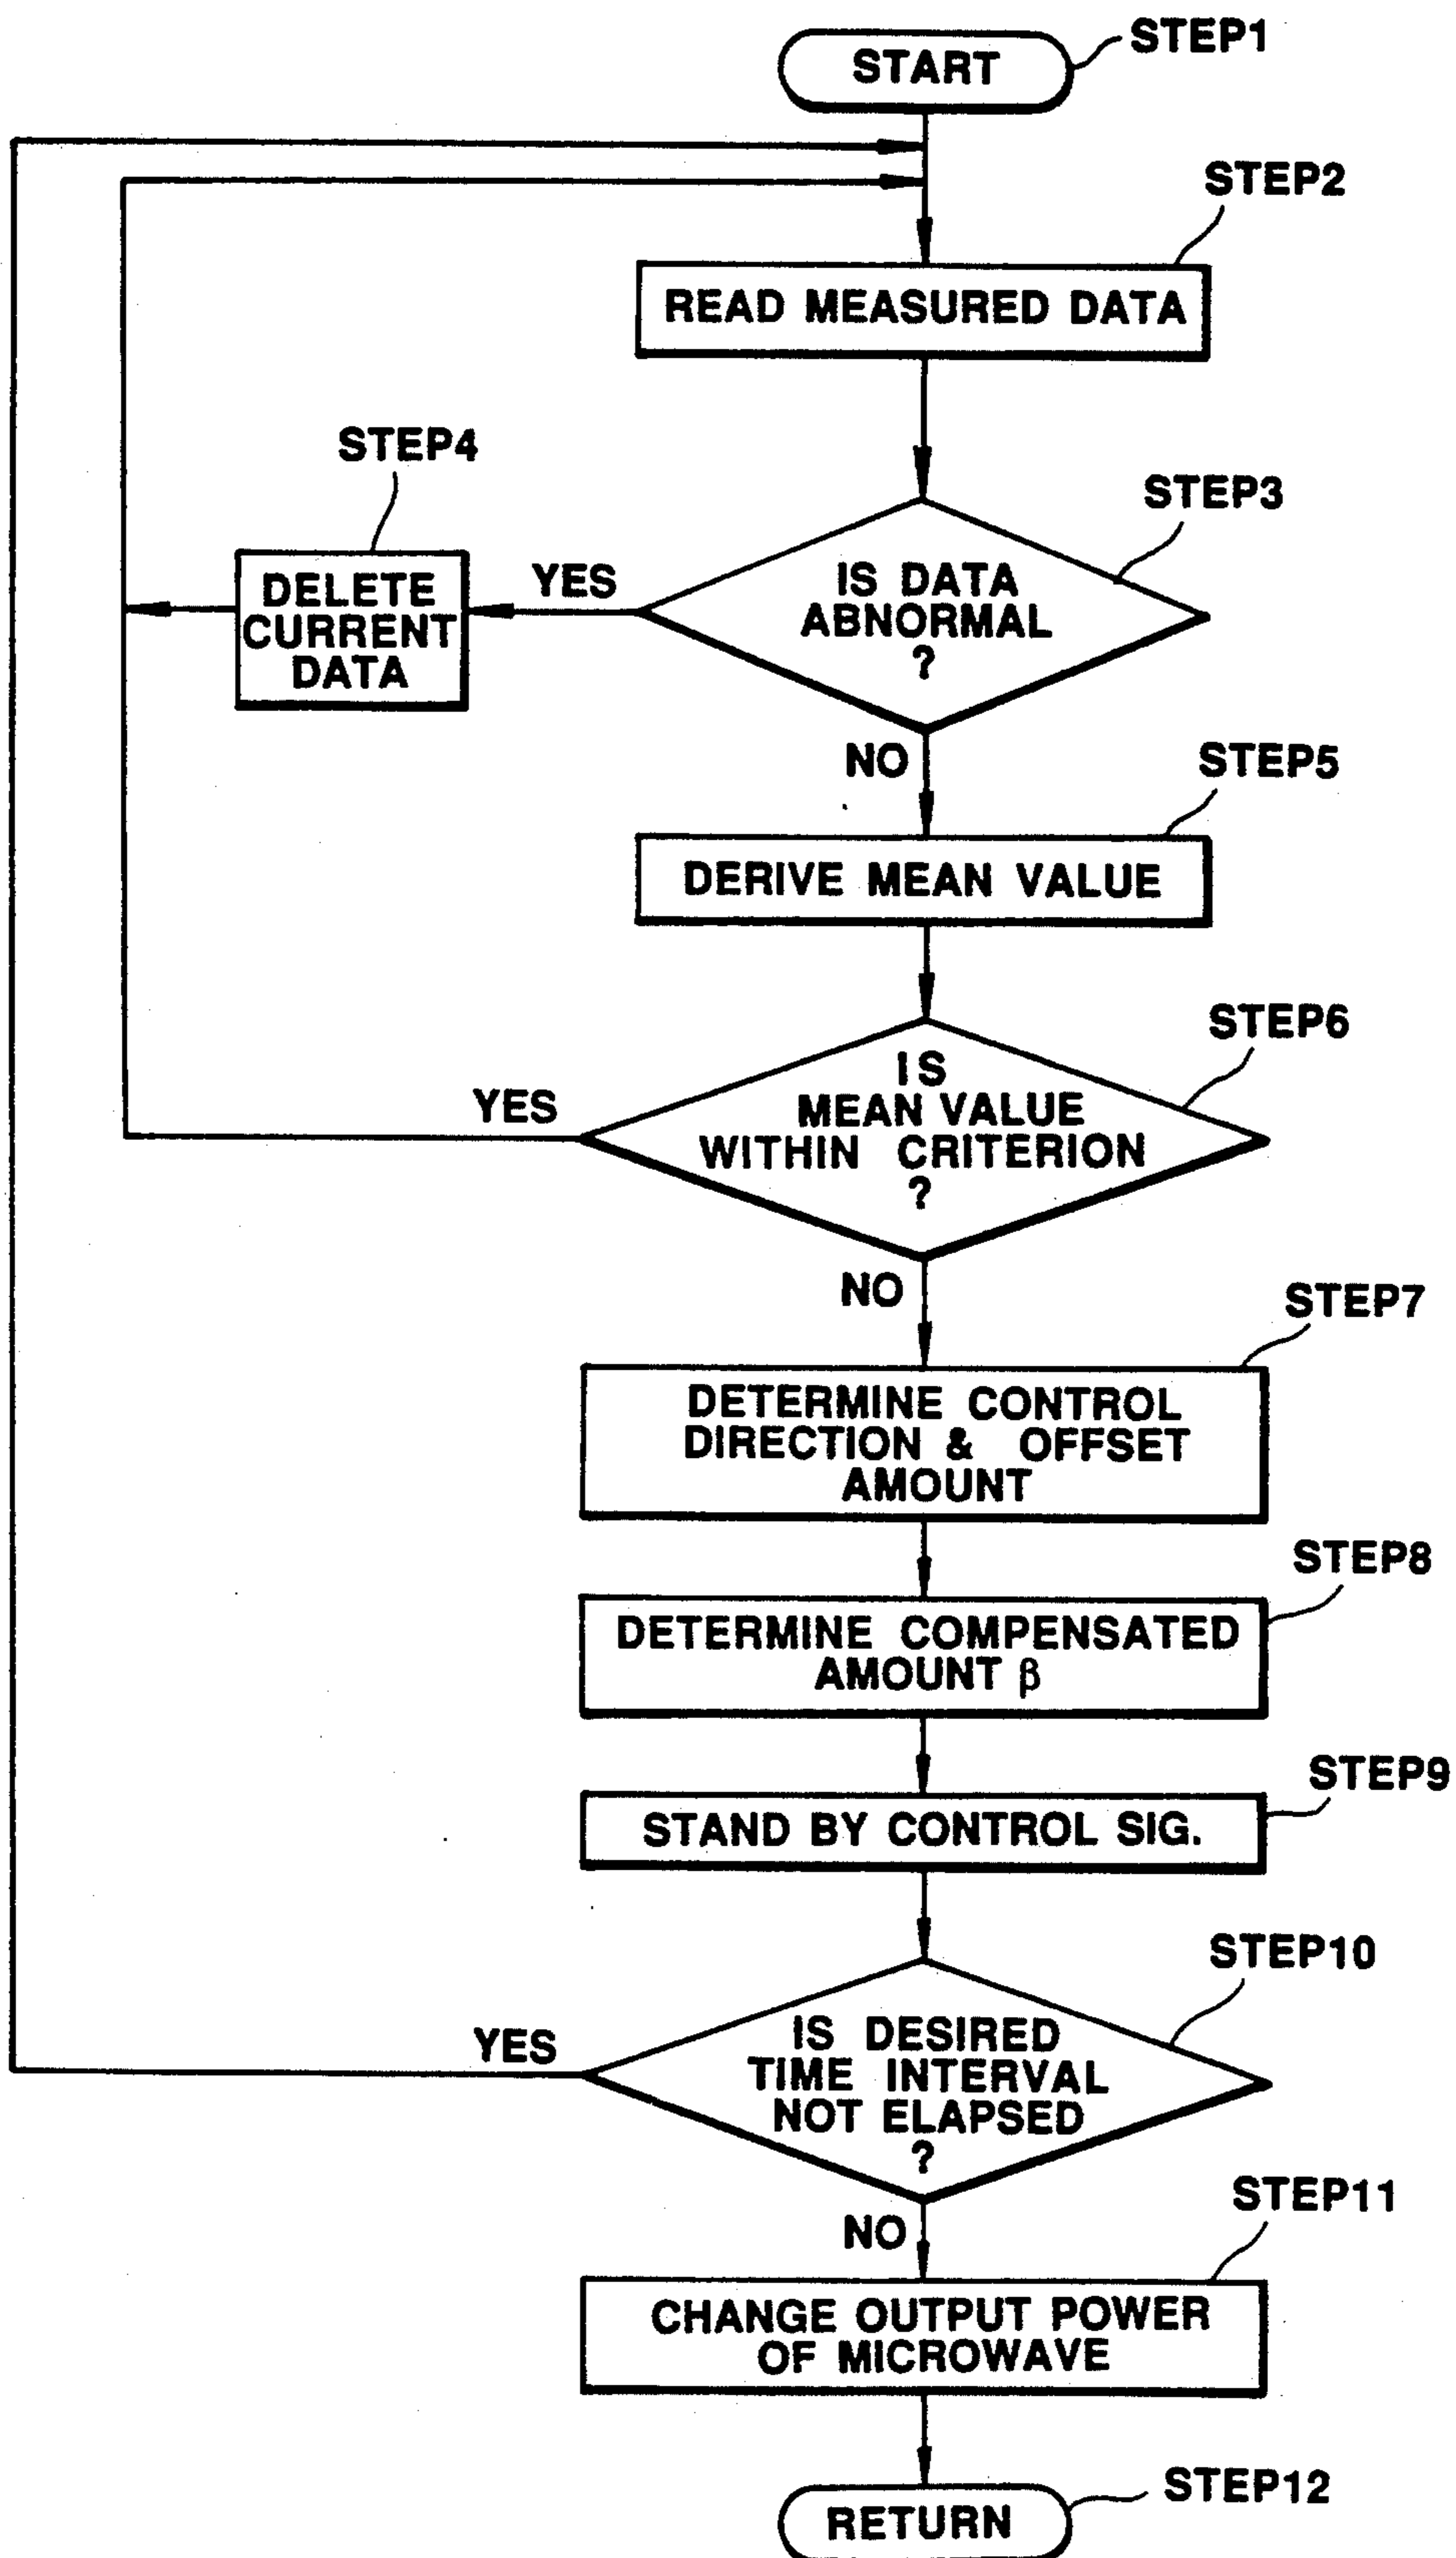 STEP1
START
STEP2
READ MEASURED DATA
STEP4
STEP3
DELETE
CURRENT
DATA
YES
IS DATA
ABNORMAL
?
NO
STEP5
DERIVE MEAN VALUE
STEP6
YES
IS
MEAN VALUE
WITHIN CRITERION
?
NO
STEP7
DETERMINE CONTROL
DIRECTION & OFFSET
AMOUNT
STEP8
DETERMINE COMPENSATED
AMOUNT β
STEP9
STAND BY CONTROL SIG.
STEP10
YES
IS DESIRED
TIME INTERVAL
NOT ELAPSED
?
NO
STEP11
CHANGE OUTPUT POWER
OF MICROWAVE
STEP12
RETURN